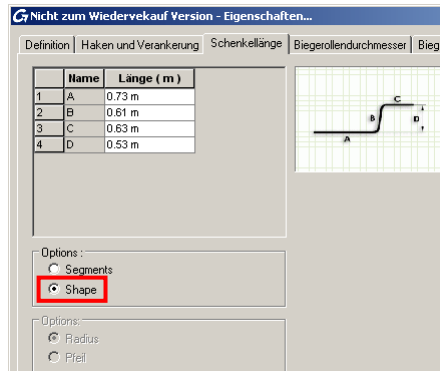 Nicht zum Wiedervekauf Version - Eigenschaften...
Definition Haken und Verankerung Schenkellänge Biegerollendurchmesser Bieg
Name Länge ( m )
1 A 0.73 m
2 B 0.61 m
3 C 0.63 m
4 D 0.53 m
C
B D
A
Options :
Segments
Shape
Options:
Radius
Pfeil